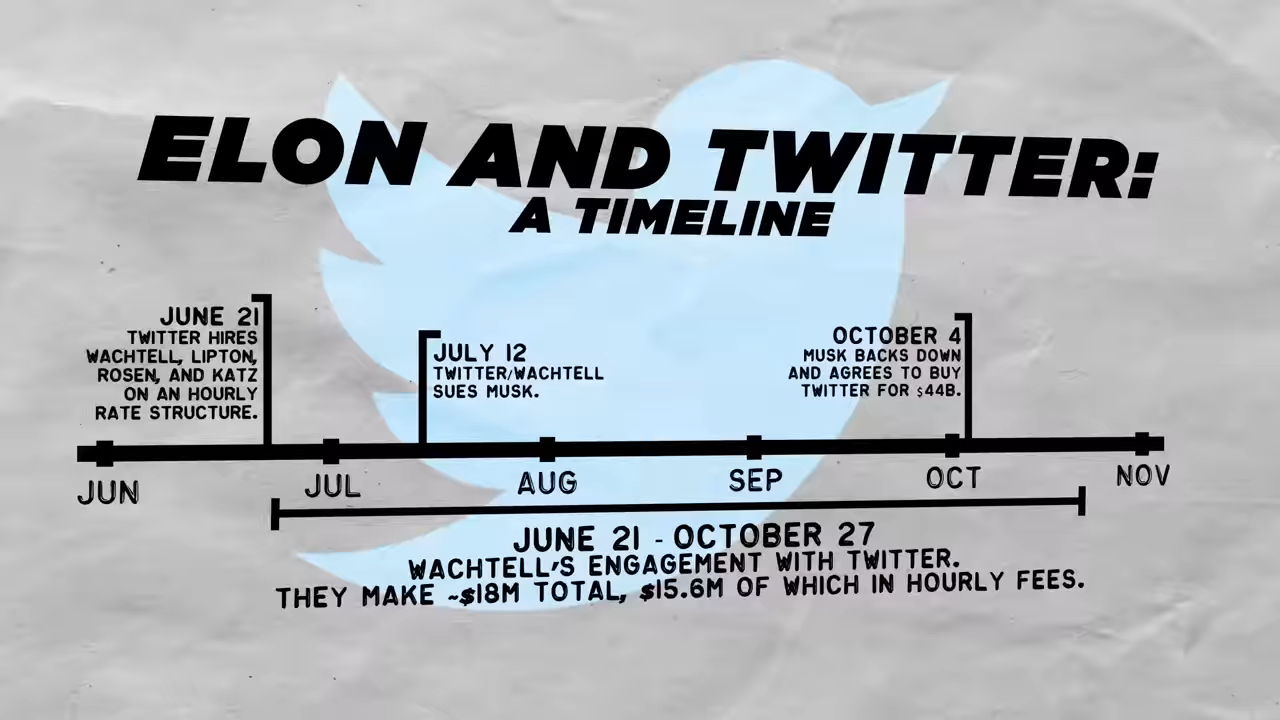 ELON AND TWITTER:
A TIMELINE
JUNE 21
TWITTER HIRES
WACHTELL, LIPTON,
ROSEN, AND KATZ
ON AN HOURLY
RATE STRUCTURE.
JULY 12
TWITTER/WACHTELL
SUES MUSK.
OCTOBER 4
MUSK BACKS DOWN
AND AGREES TO BUY
TWITTER FOR $44B.
JUN
JUL
AUG
SEP
OCT
NOV
JUNE 21 - OCTOBER 27
WACHTELL'S ENGAGEMENT WITH TWITTER.
THEY MAKE ~$18M TOTAL, $15.6M OF WHICH IN HOURLY FEES.